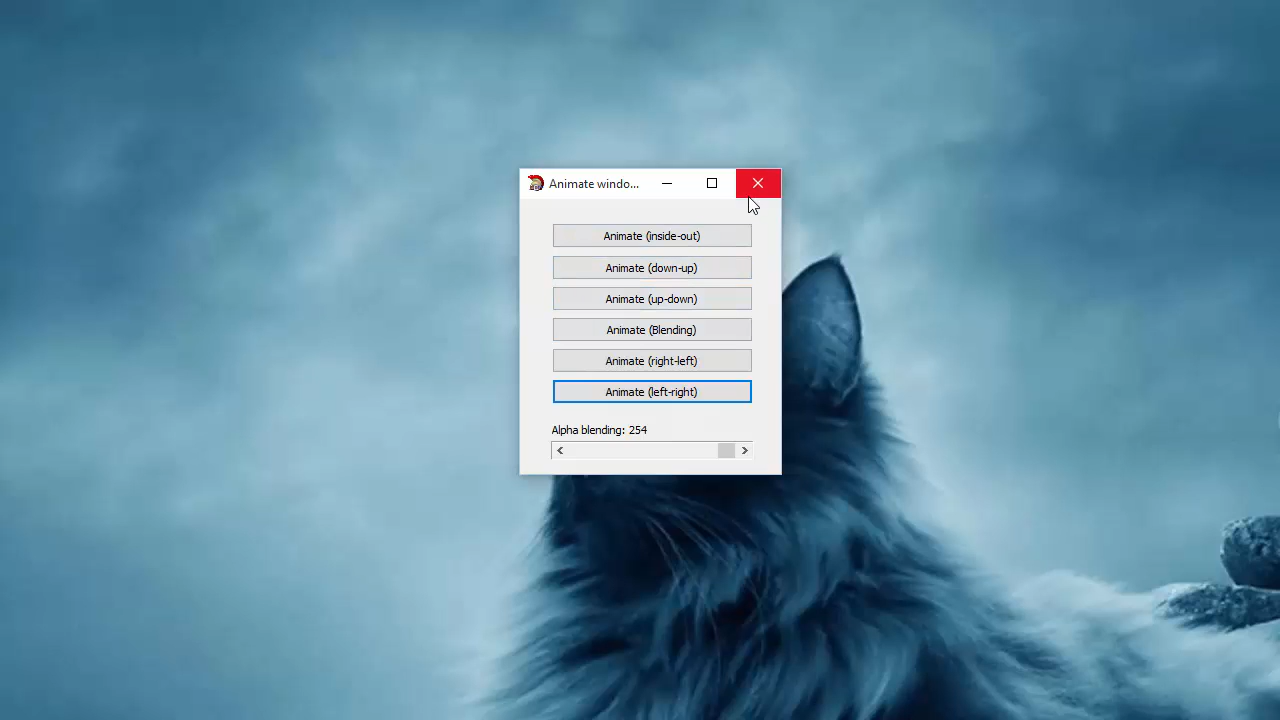 Animate windo...
Animate (inside-out)
Animate (down-up)
Animate (up-down)
Animate (Blending)
Animate (right-left)
Animate (left-right)
Alpha blending: 254